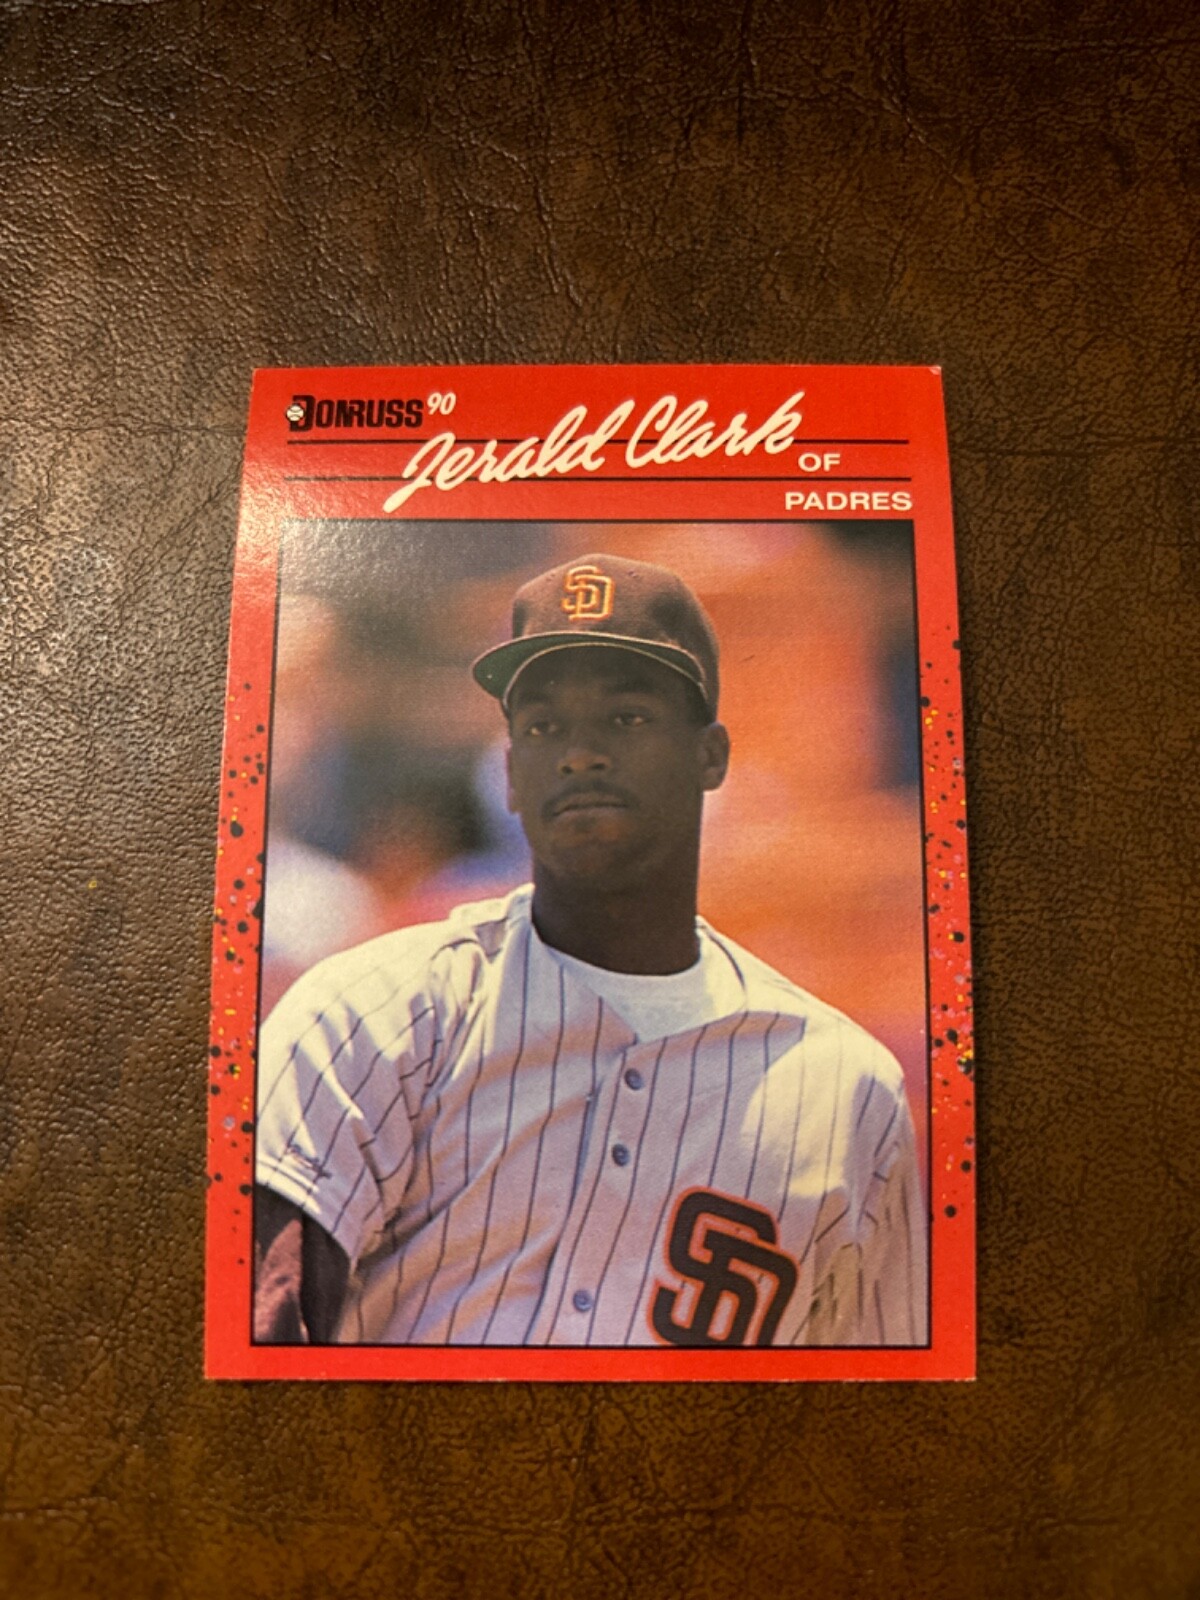 DONRUSS 90
Jerald Clark
OF
PADRES
SD
SD